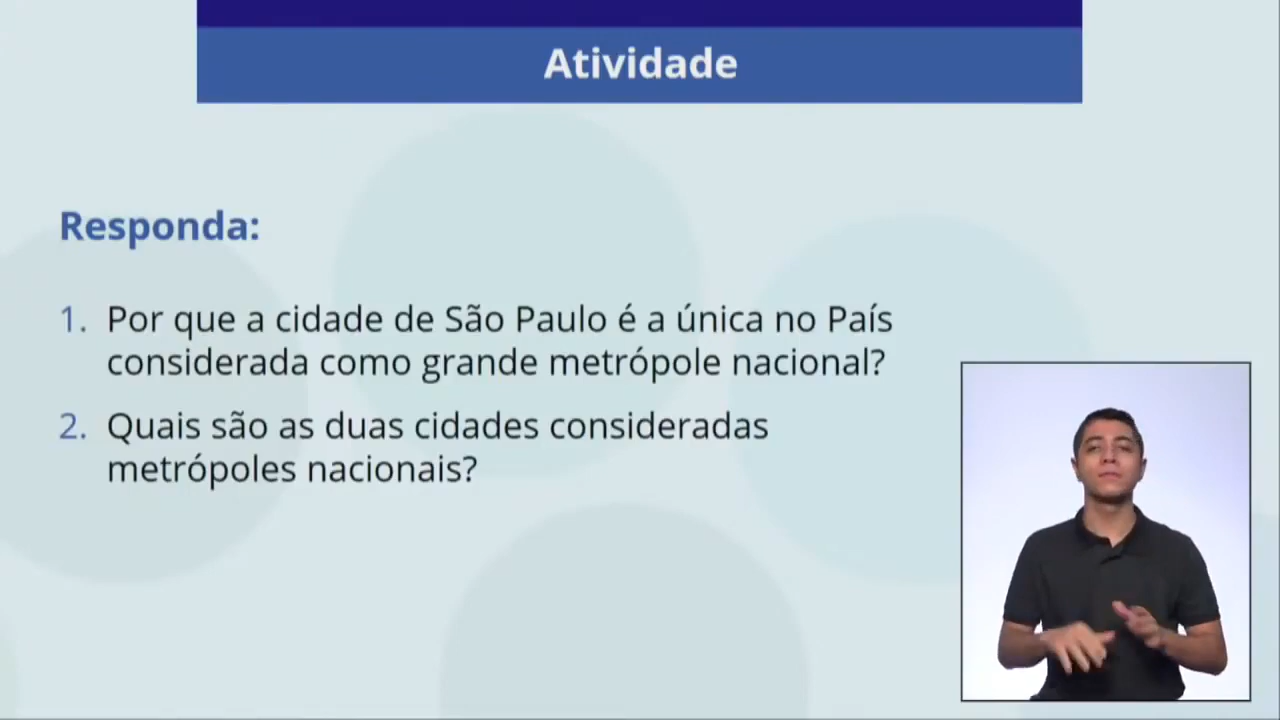 Atividade
Responda:
1. Por que a cidade de São Paulo é a única no País
considerada como grande metrópole nacional?
2. Quais são as duas cidades consideradas
metrópoles nacionais?